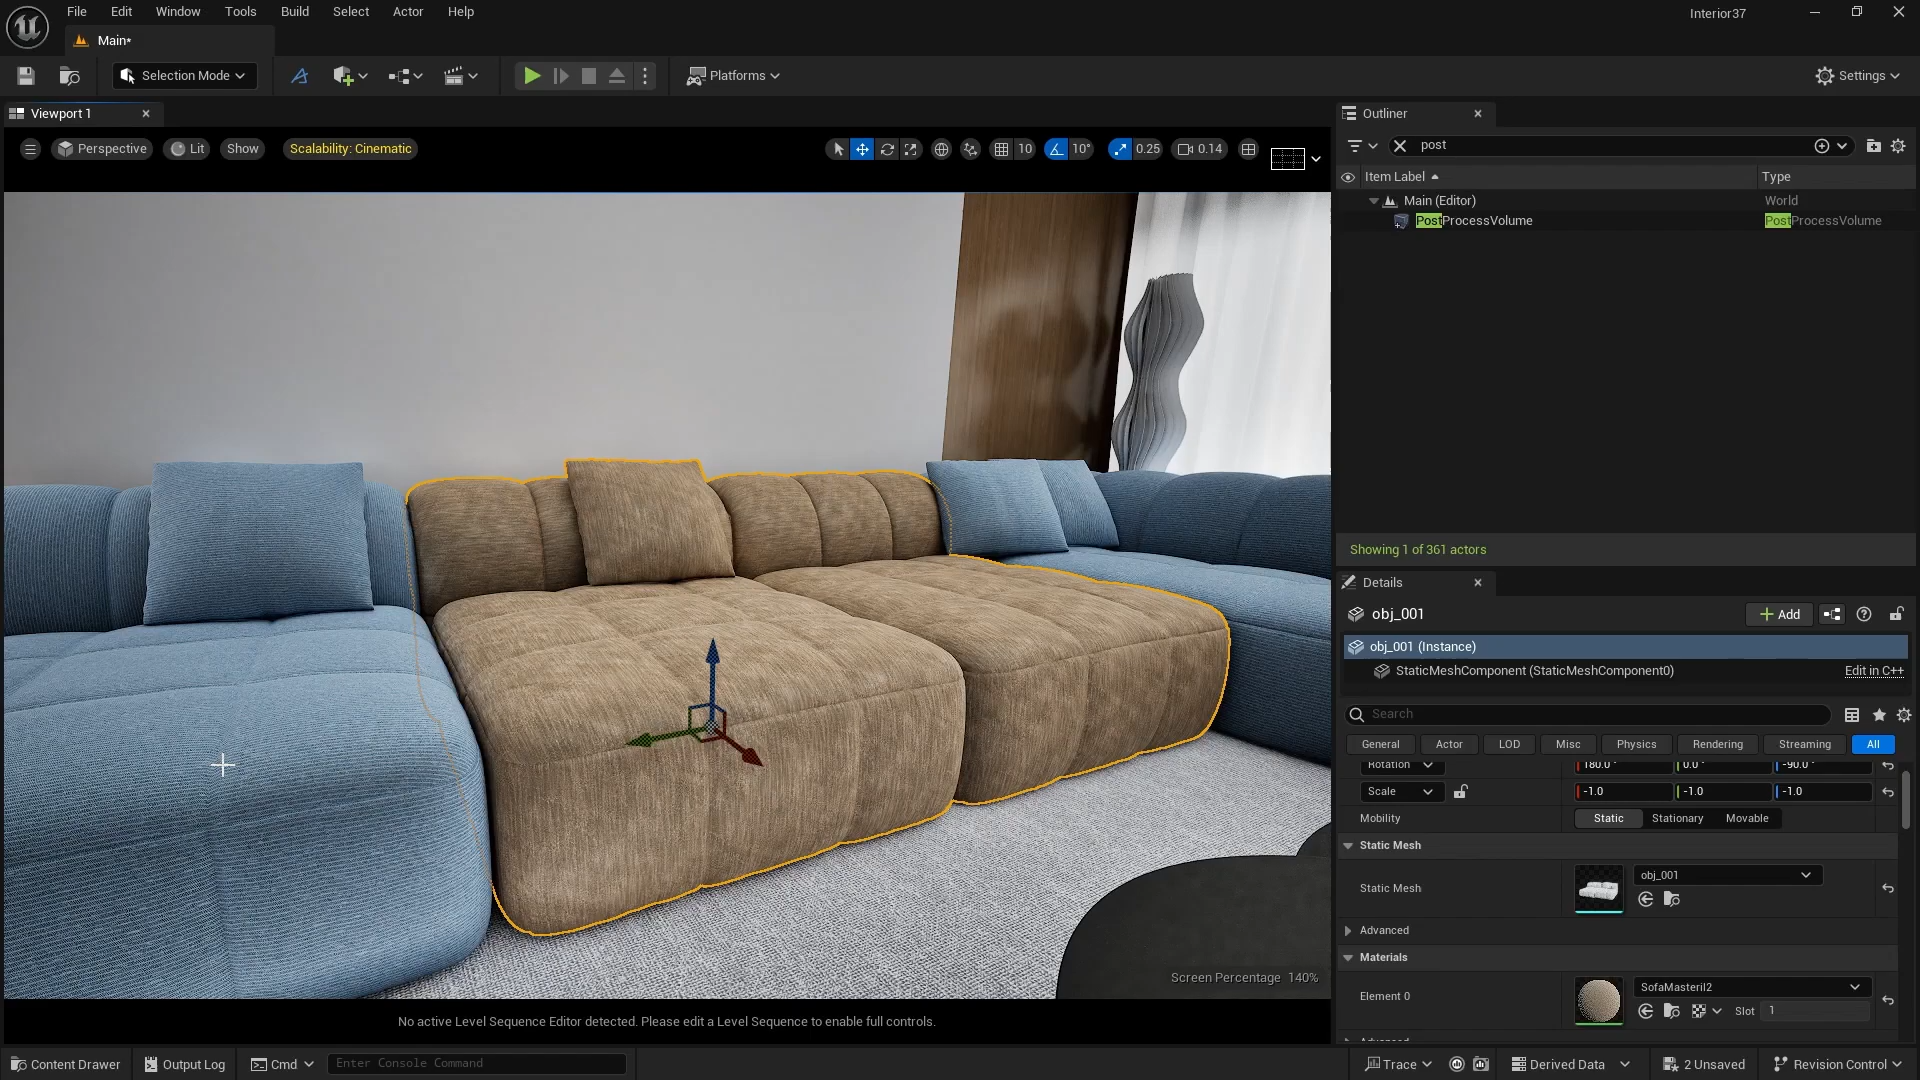 File Edit Window Tools Build Select Actor Help
Interior37
Main*
Selection Mode
Platforms
Settings
Viewport 1
Outliner
Perspective Lit Show Scalability: Cinematic
10 10° 0.25 0.14
post
Item Label Type
Main (Editor) World
PostProcessVolume PostProcessVolume
Showing 1 of 361 actors
Details
obj_001
Add
obj_001 (Instance)
StaticMeshComponent (StaticMeshComponent0) Edit in C++
Search
General Actor LOD Misc Physics Rendering Streaming All
Rotation 180.0° 0.0° -90.0°
Scale -1.0 -1.0 -1.0
Mobility Static Stationary Movable
Static Mesh
Static Mesh obj_001
Advanced
Materials
Element 0 SofaMasteril2
Slot 1
Screen Percentage 140%
No active Level Sequence Editor detected. Please edit a Level Sequence to enable full controls.
Content Drawer Output Log Cmd Enter Console Command
Trace Derived Data 2 Unsaved Revision Control